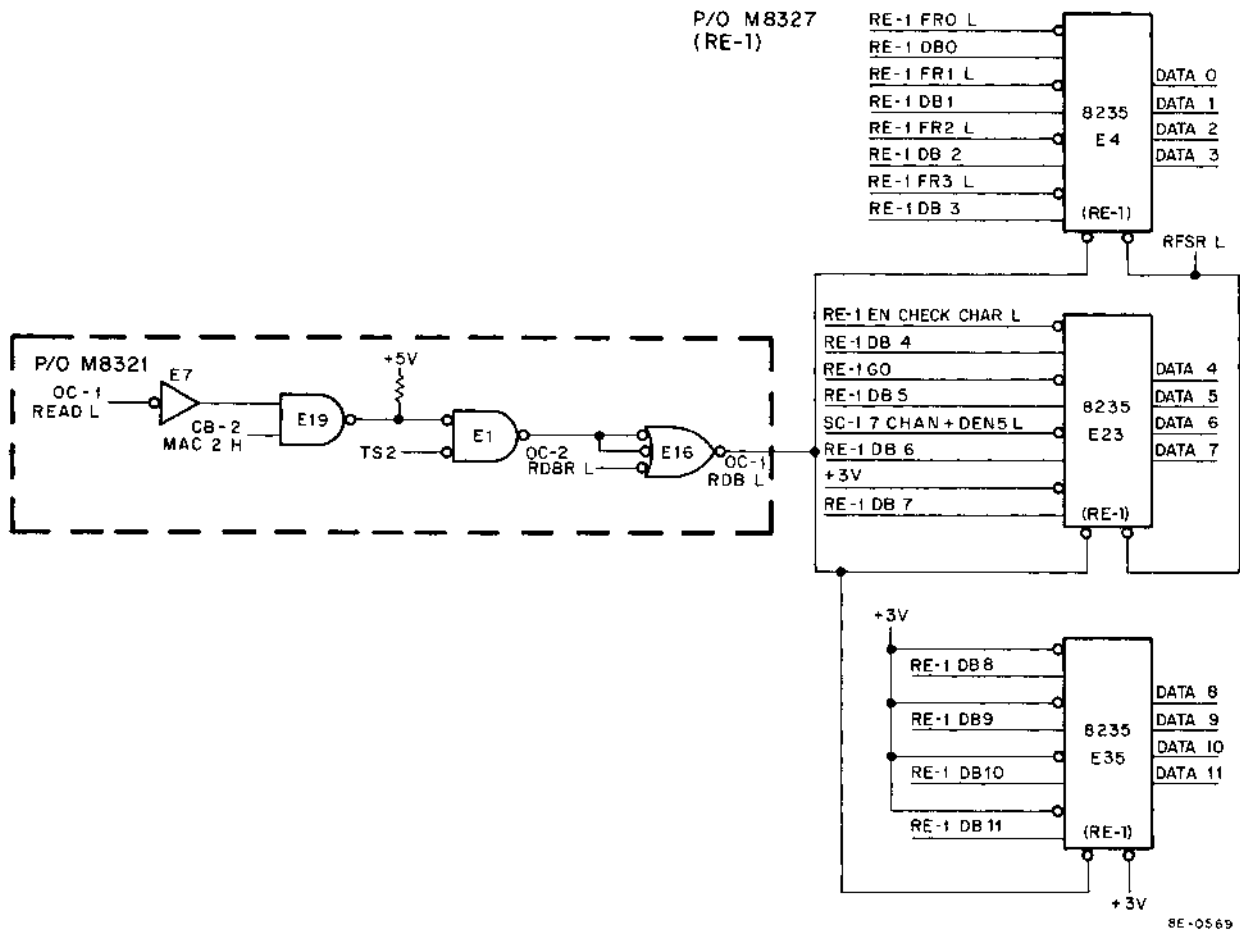 P/O M8327
(RE-1)
RE-1 FR0 L
RE-1 DB0
RE-1 FR1 L
RE-1 DB1
RE-1 FR2 L
RE-1 DB 2
RE-1 FR3 L
RE-1 DB 3
8235
E4
(RE-1)
DATA 0
DATA 1
DATA 2
DATA 3
RFSR L
P/O M8321
E7
OC-1
READ L
CB-2
MAC 2 H
E19
+5V
TS2
E1
OC-2
RDBR L
E16
OC-1
RDB L
RE-1 EN CHECK CHAR L
RE-1 DB 4
RE-1 GO
RE-1 DB 5
SC-1 7 CHAN + DEN5 L
RE-1 DB 6
+3V
RE-1 DB 7
8235
E23
(RE-1)
DATA 4
DATA 5
DATA 6
DATA 7
+3V
RE-1 DB8
RE-1 DB9
RE-1 DB10
RE-1 DB11
8235
E35
(RE-1)
DATA 8
DATA 9
DATA 10
DATA 11
+3V
8E-0569